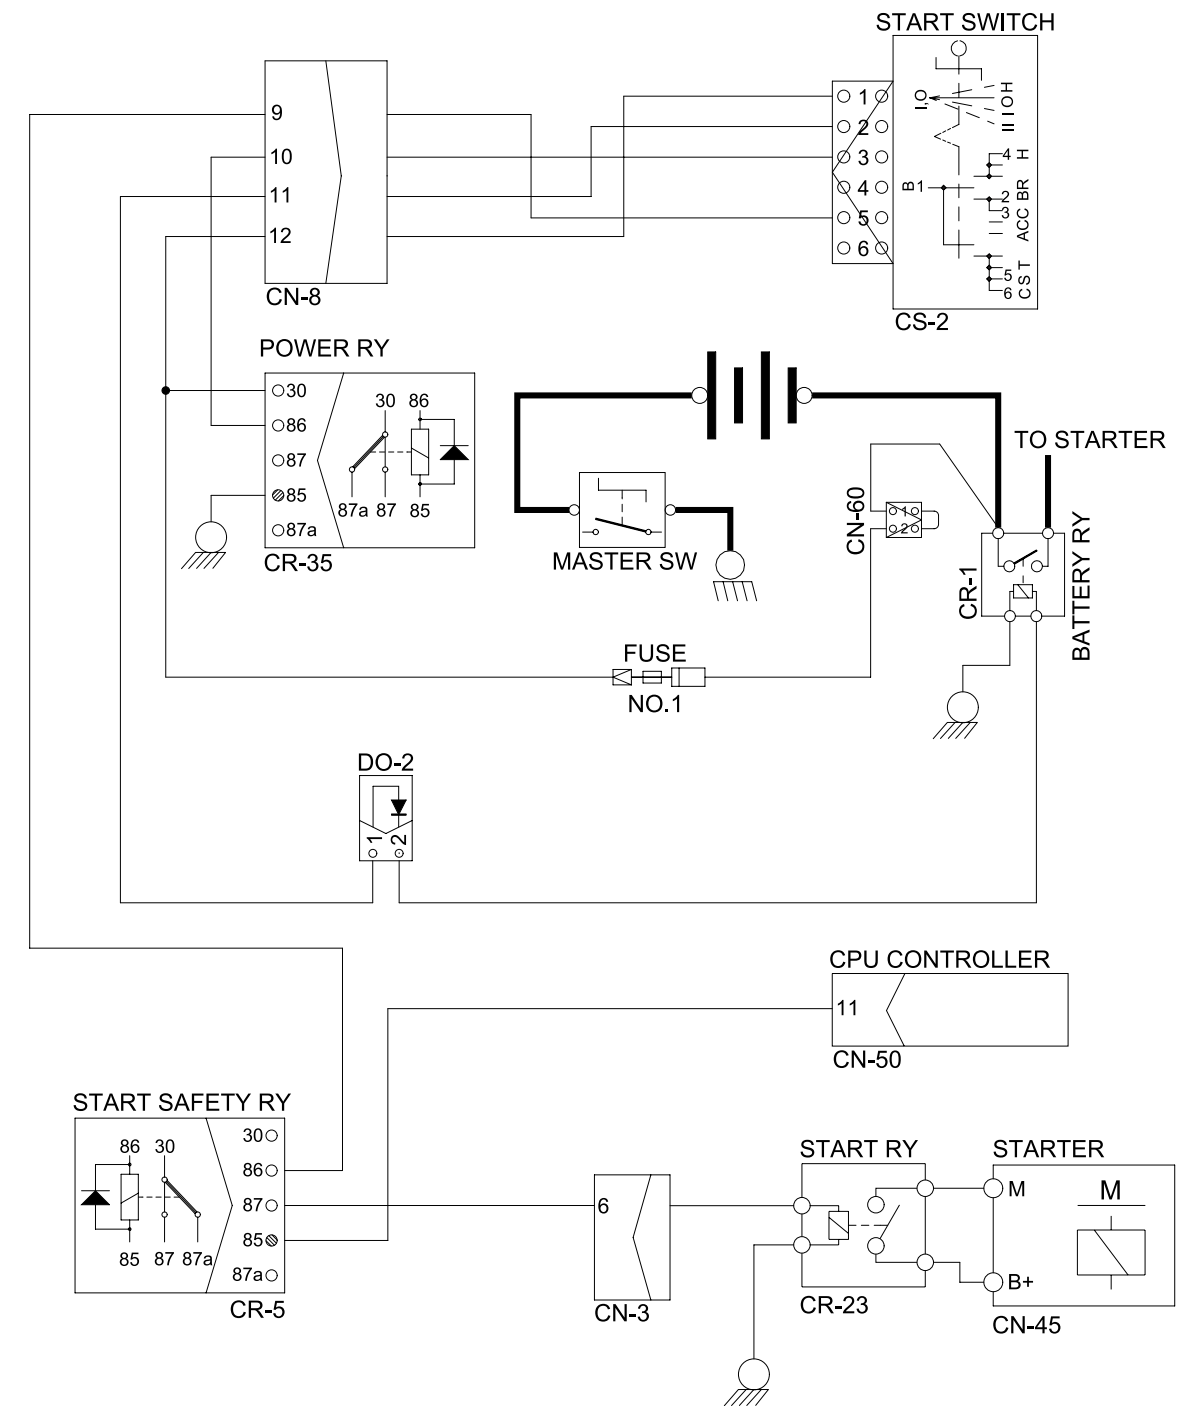 START SWITCH
9
10
11
12
CN-8
1
2
3
4
5
6
I,O
H
O
I
II
4 H
B1
2 BR
3 ACC
5 ST
6 C
CS-2
POWER RY
30
86
87
85
87a
30 86
87a 87 85
CR-35
MASTER SW
TO STARTER
CN-60
1
2
CR-1
BATTERY RY
FUSE
NO.1
DO-2
1
2
CPU CONTROLLER
11
CN-50
START SAFETY RY
86 30
85 87 87a
30
86
87
85
87a
CR-5
6
CN-3
START RY
CR-23
STARTER
M
B+
M
CN-45